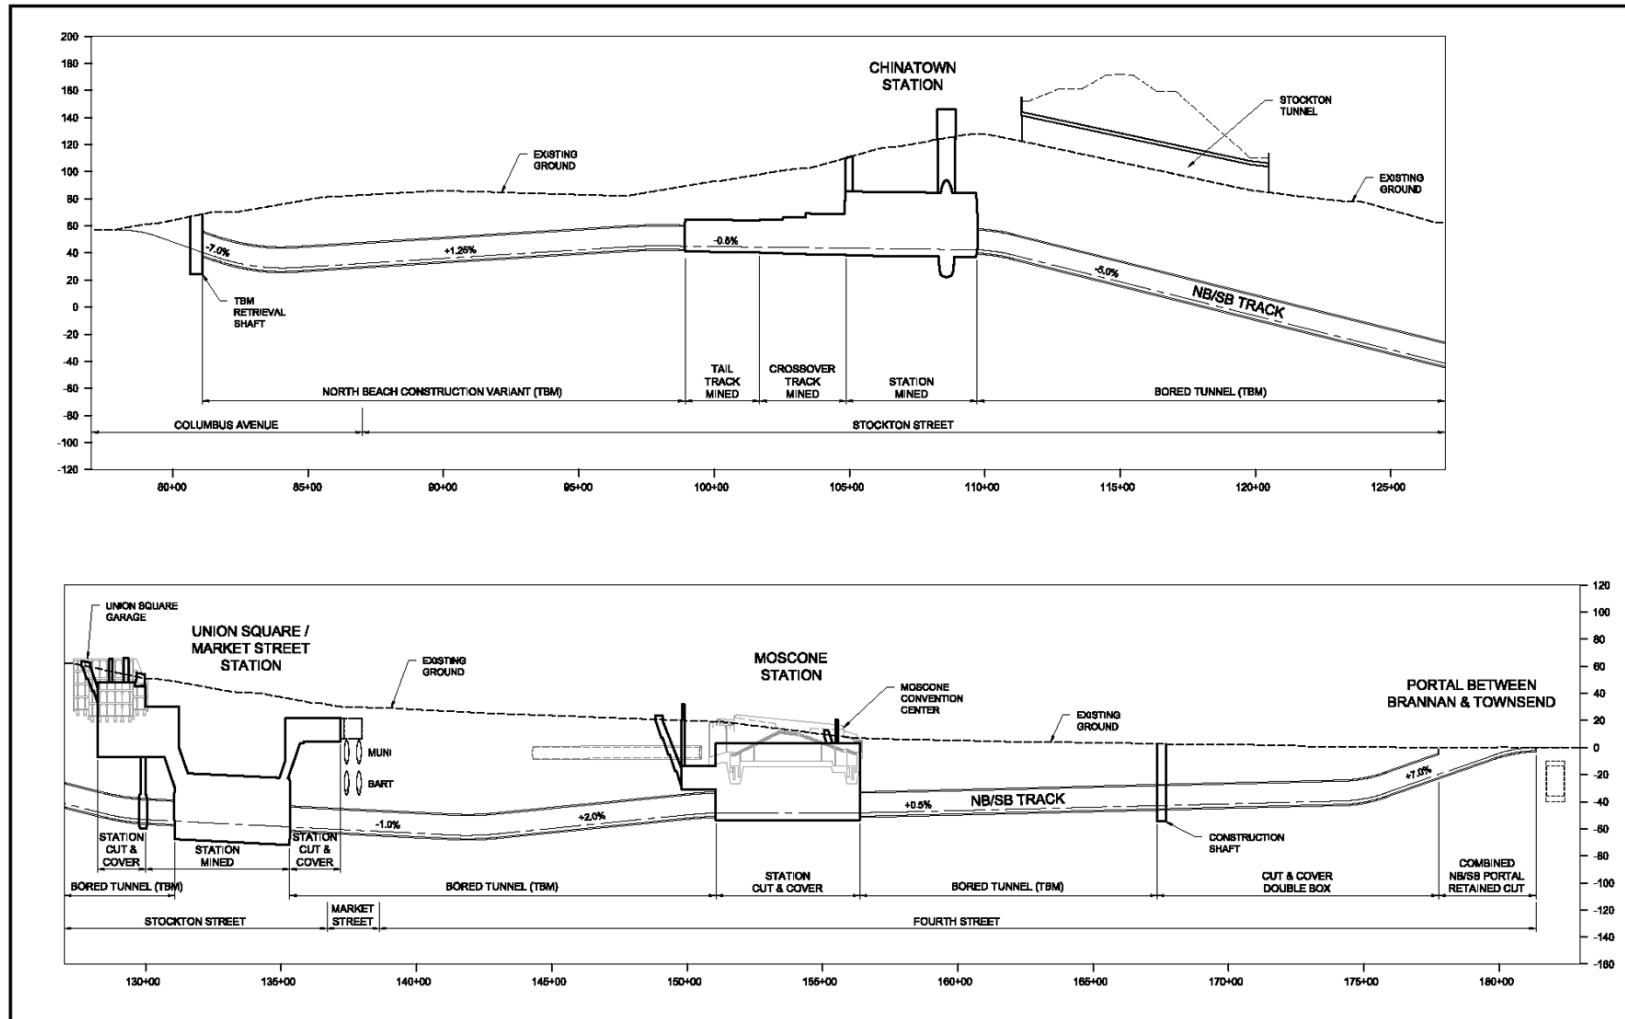 200
180
160
140
120
100
80
60
40
20
0
-20
-40
-60
-80
-100
-120
CHINATOWN
STATION
STOCKTON
TUNNEL
EXISTING
GROUND
EXISTING
GROUND
-7.0%
+1.25%
-0.5%
-5.0%
NB/SB TRACK
TBM
RETRIEVAL
SHAFT
NORTH BEACH CONSTRUCTION VARIANT (TBM)
TAIL
TRACK
MINED
CROSSOVER
TRACK
MINED
STATION
MINED
BORED TUNNEL (TBM)
COLUMBUS AVENUE
STOCKTON STREET
80+00
85+00
90+00
95+00
100+00
105+00
110+00
115+00
120+00
125+00
UNION SQUARE
GARAGE
UNION SQUARE /
MARKET STREET
STATION
EXISTING
GROUND
MOSCONE
STATION
MOSCONE
CONVENTION
CENTER
EXISTING
GROUND
PORTAL BETWEEN
BRANNAN & TOWNSEND
MUNI
BART
-1.0%
+2.0%
+0.5%
NB/SB TRACK
+7.0%
CONSTRUCTION
SHAFT
STATION
CUT &
COVER
STATION
MINED
STATION
CUT &
COVER
BORED TUNNEL (TBM)
BORED TUNNEL (TBM)
STATION
CUT & COVER
BORED TUNNEL (TBM)
CUT & COVER
DOUBLE BOX
COMBINED
NB/SB PORTAL
RETAINED CUT
STOCKTON STREET
MARKET
STREET
FOURTH STREET
120
100
80
60
40
20
0
-20
-40
-60
-80
-100
-120
-140
-160
130+00
135+00
140+00
145+00
150+00
155+00
160+00
165+00
170+00
175+00
180+00